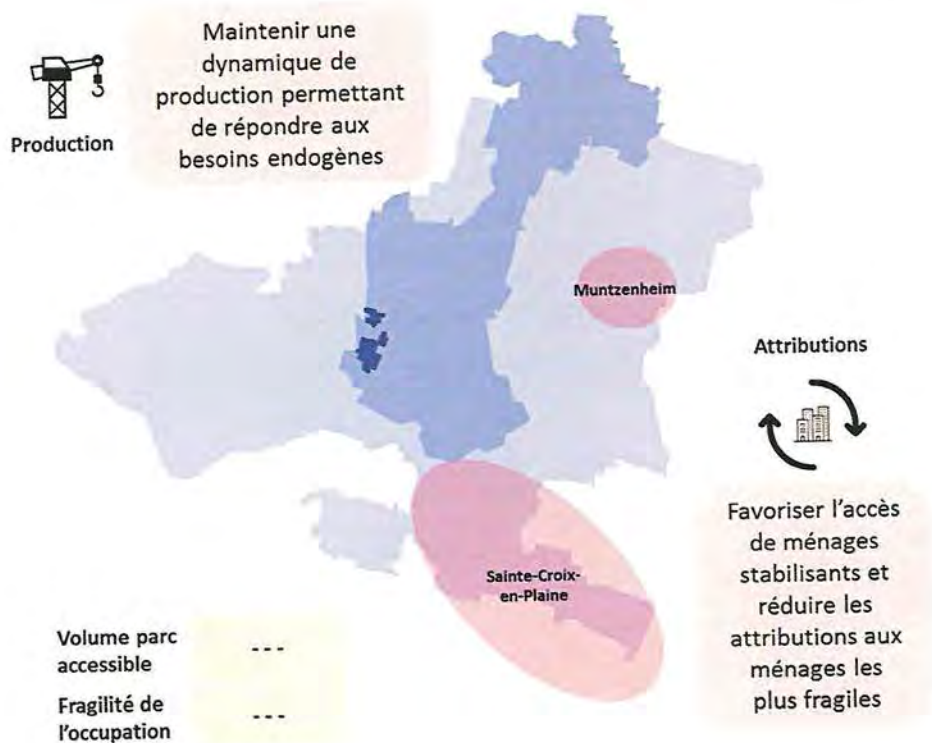 Maintenir une
dynamique de
production permettant
de répondre aux
besoins endogènes
Production
Muntzenheim
Attributions
Favoriser l'accès
de ménages
stabilisants et
réduire les
attributions aux
ménages les
plus fragiles
Sainte-Croix-
en-Plaine
Volume parc
accessible
---
Fragilité de
l'occupation
---